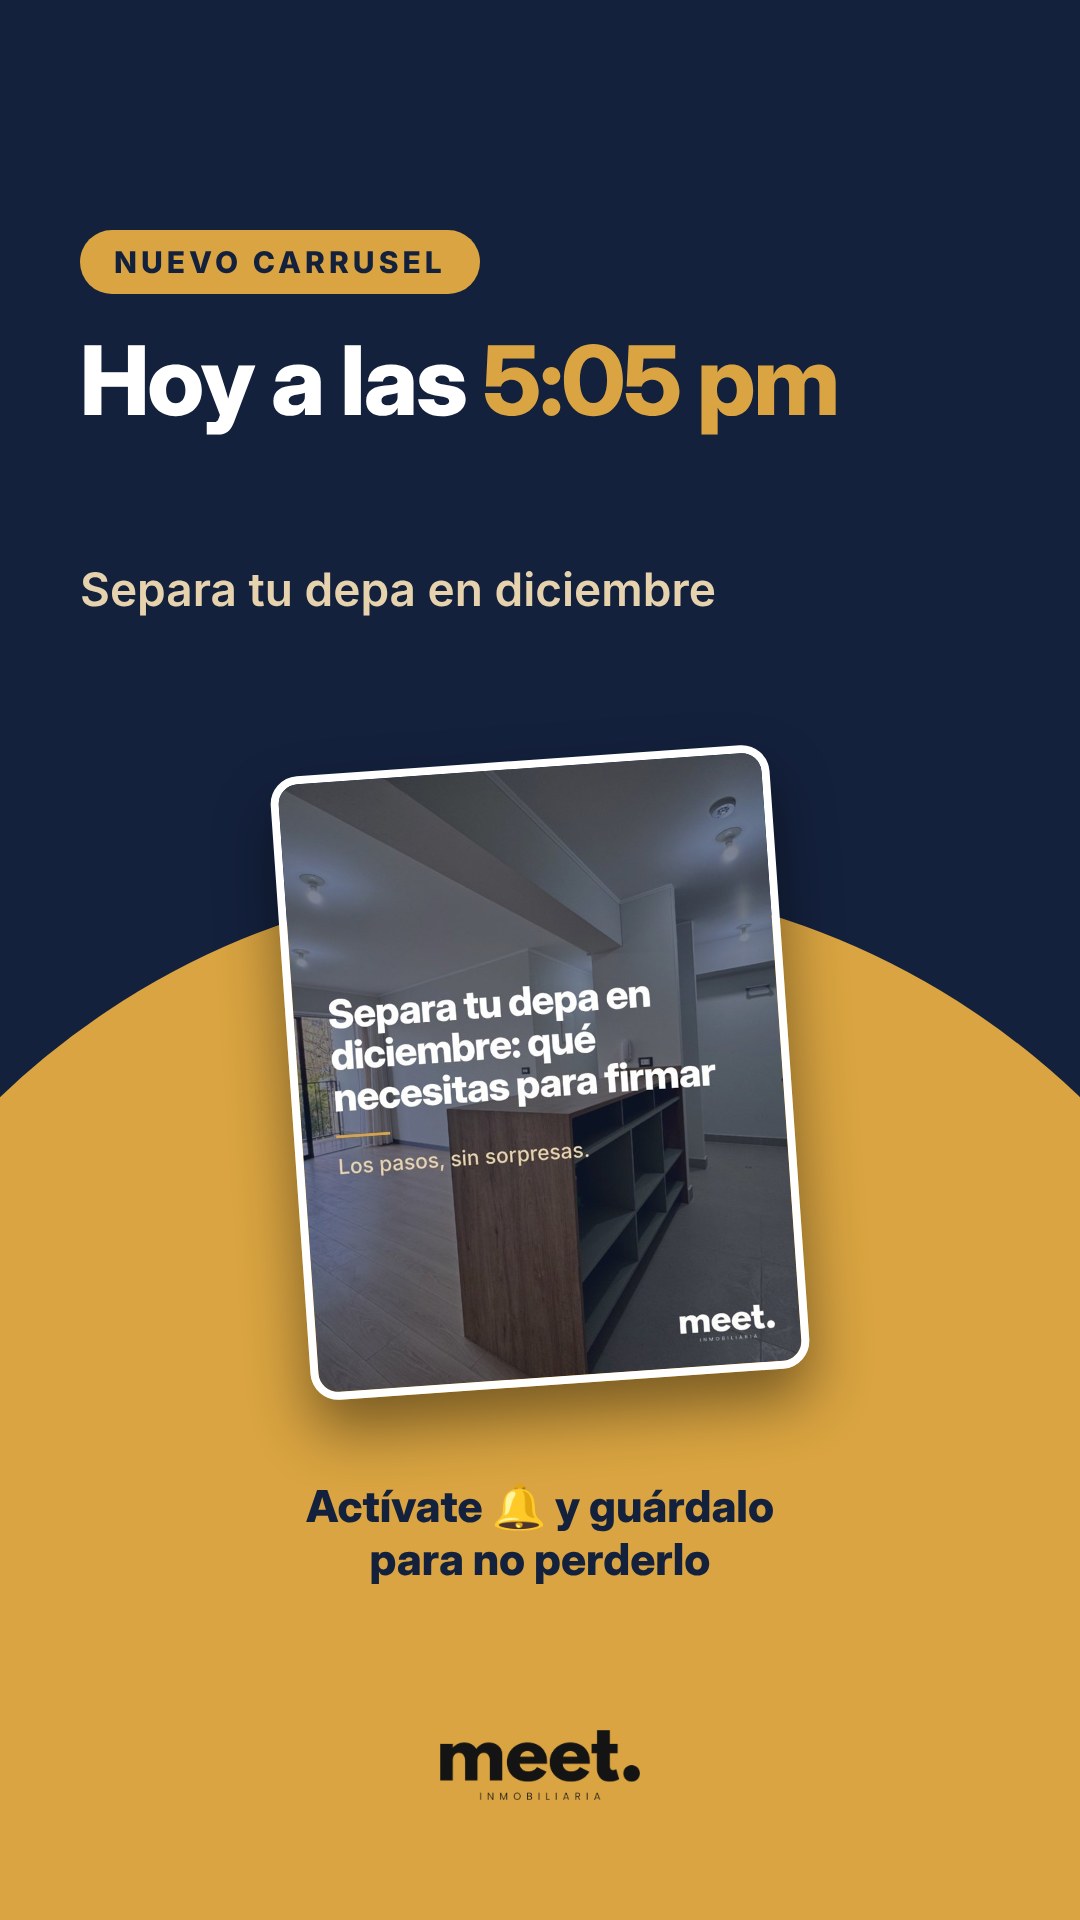 NUEVO CARRUSEL
Hoy a las 5:05 pm
Separa tu depa en diciembre
Separa tu depa en
diciembre: qué
necesitas para firmar
Los pasos, sin sorpresas.
meet.
INMOBILIARIA
Actívate 🔔 y guárdalo
para no perderlo
meet.
INMOBILIARIA